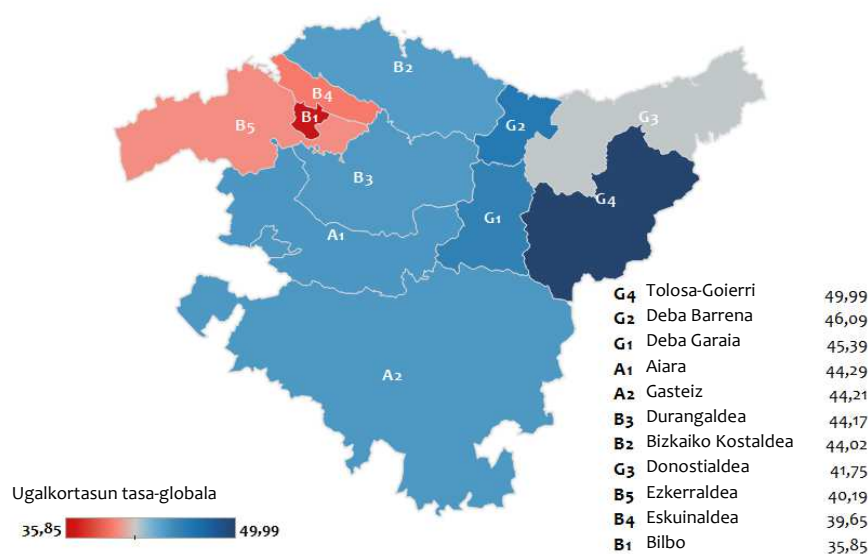 B2
B4
B1
B5
G2
G3
B3
G4
G1
A1
A2
G4 Tolosa-Goierri 49,99
G2 Deba Barrena 46,09
G1 Deba Garaia 45,39
A1 Aiara 44,29
A2 Gasteiz 44,21
B3 Durangaldea 44,17
B2 Bizkaiko Kostaldea 44,02
G3 Donostialdea 41,75
B5 Ezkerraldea 40,19
B4 Eskuinaldea 39,65
B1 Bilbo 35,85
Ugalkortasun tasa-globala
35,85 49,99